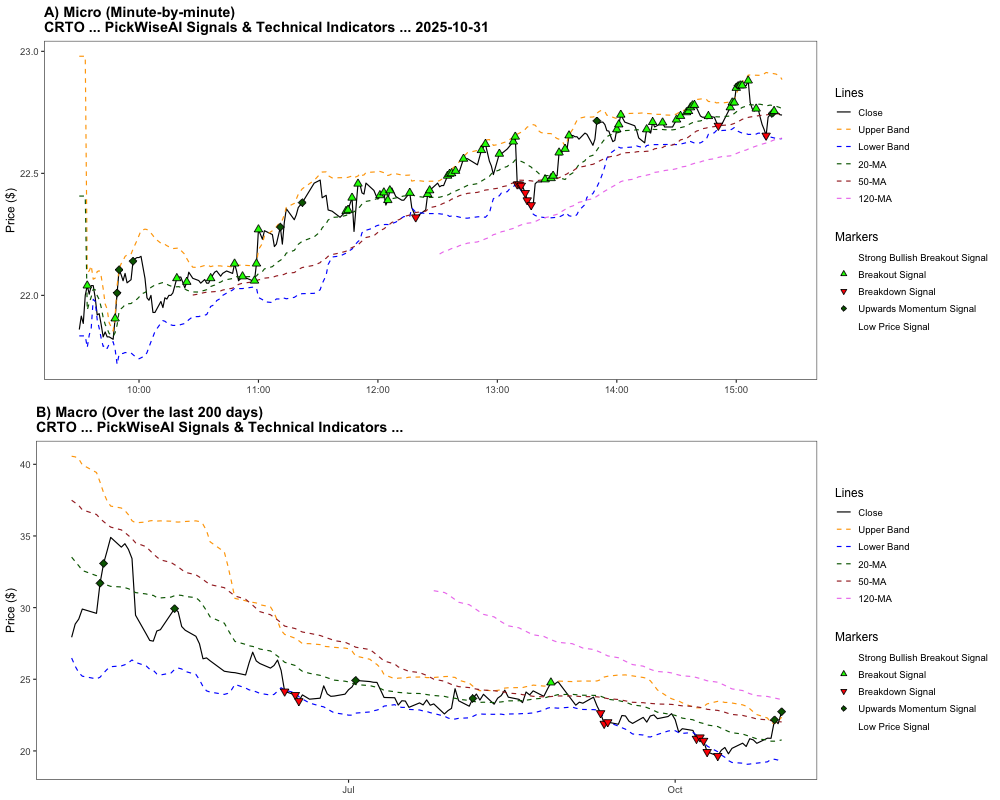 A) Micro (Minute-by-minute)
CRTO ... PickWiseAI Signals & Technical Indicators ... 2025-10-31
Price ($)
23.0
22.5
22.0
10:00
11:00
12:00
13:00
14:00
15:00
Lines
Close
Upper Band
Lower Band
20-MA
50-MA
120-MA
Markers
Strong Bullish Breakout Signal
Breakout Signal
Breakdown Signal
Upwards Momentum Signal
Low Price Signal
B) Macro (Over the last 200 days)
CRTO ... PickWiseAI Signals & Technical Indicators ...
Price ($)
40
35
30
25
20
Jul
Oct
Lines
Close
Upper Band
Lower Band
20-MA
50-MA
120-MA
Markers
Strong Bullish Breakout Signal
Breakout Signal
Breakdown Signal
Upwards Momentum Signal
Low Price Signal